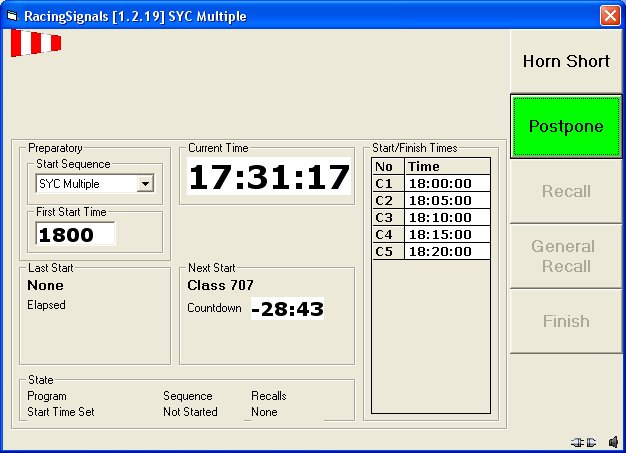 RacingSignals [1.2.19] SYC Multiple
Horn Short
Postpone
Recall
General
Recall
Finish
Preparatory
Start Sequence
SYC Multiple
First Start Time
1800
Current Time
17:31:17
Start/Finish Times
No Time
C1 18:00:00
C2 18:05:00
C3 18:10:00
C4 18:15:00
C5 18:20:00
Last Start
None
Elapsed
Next Start
Class 707
Countdown -28:43
State
Program Sequence Recalls
Start Time Set Not Started None